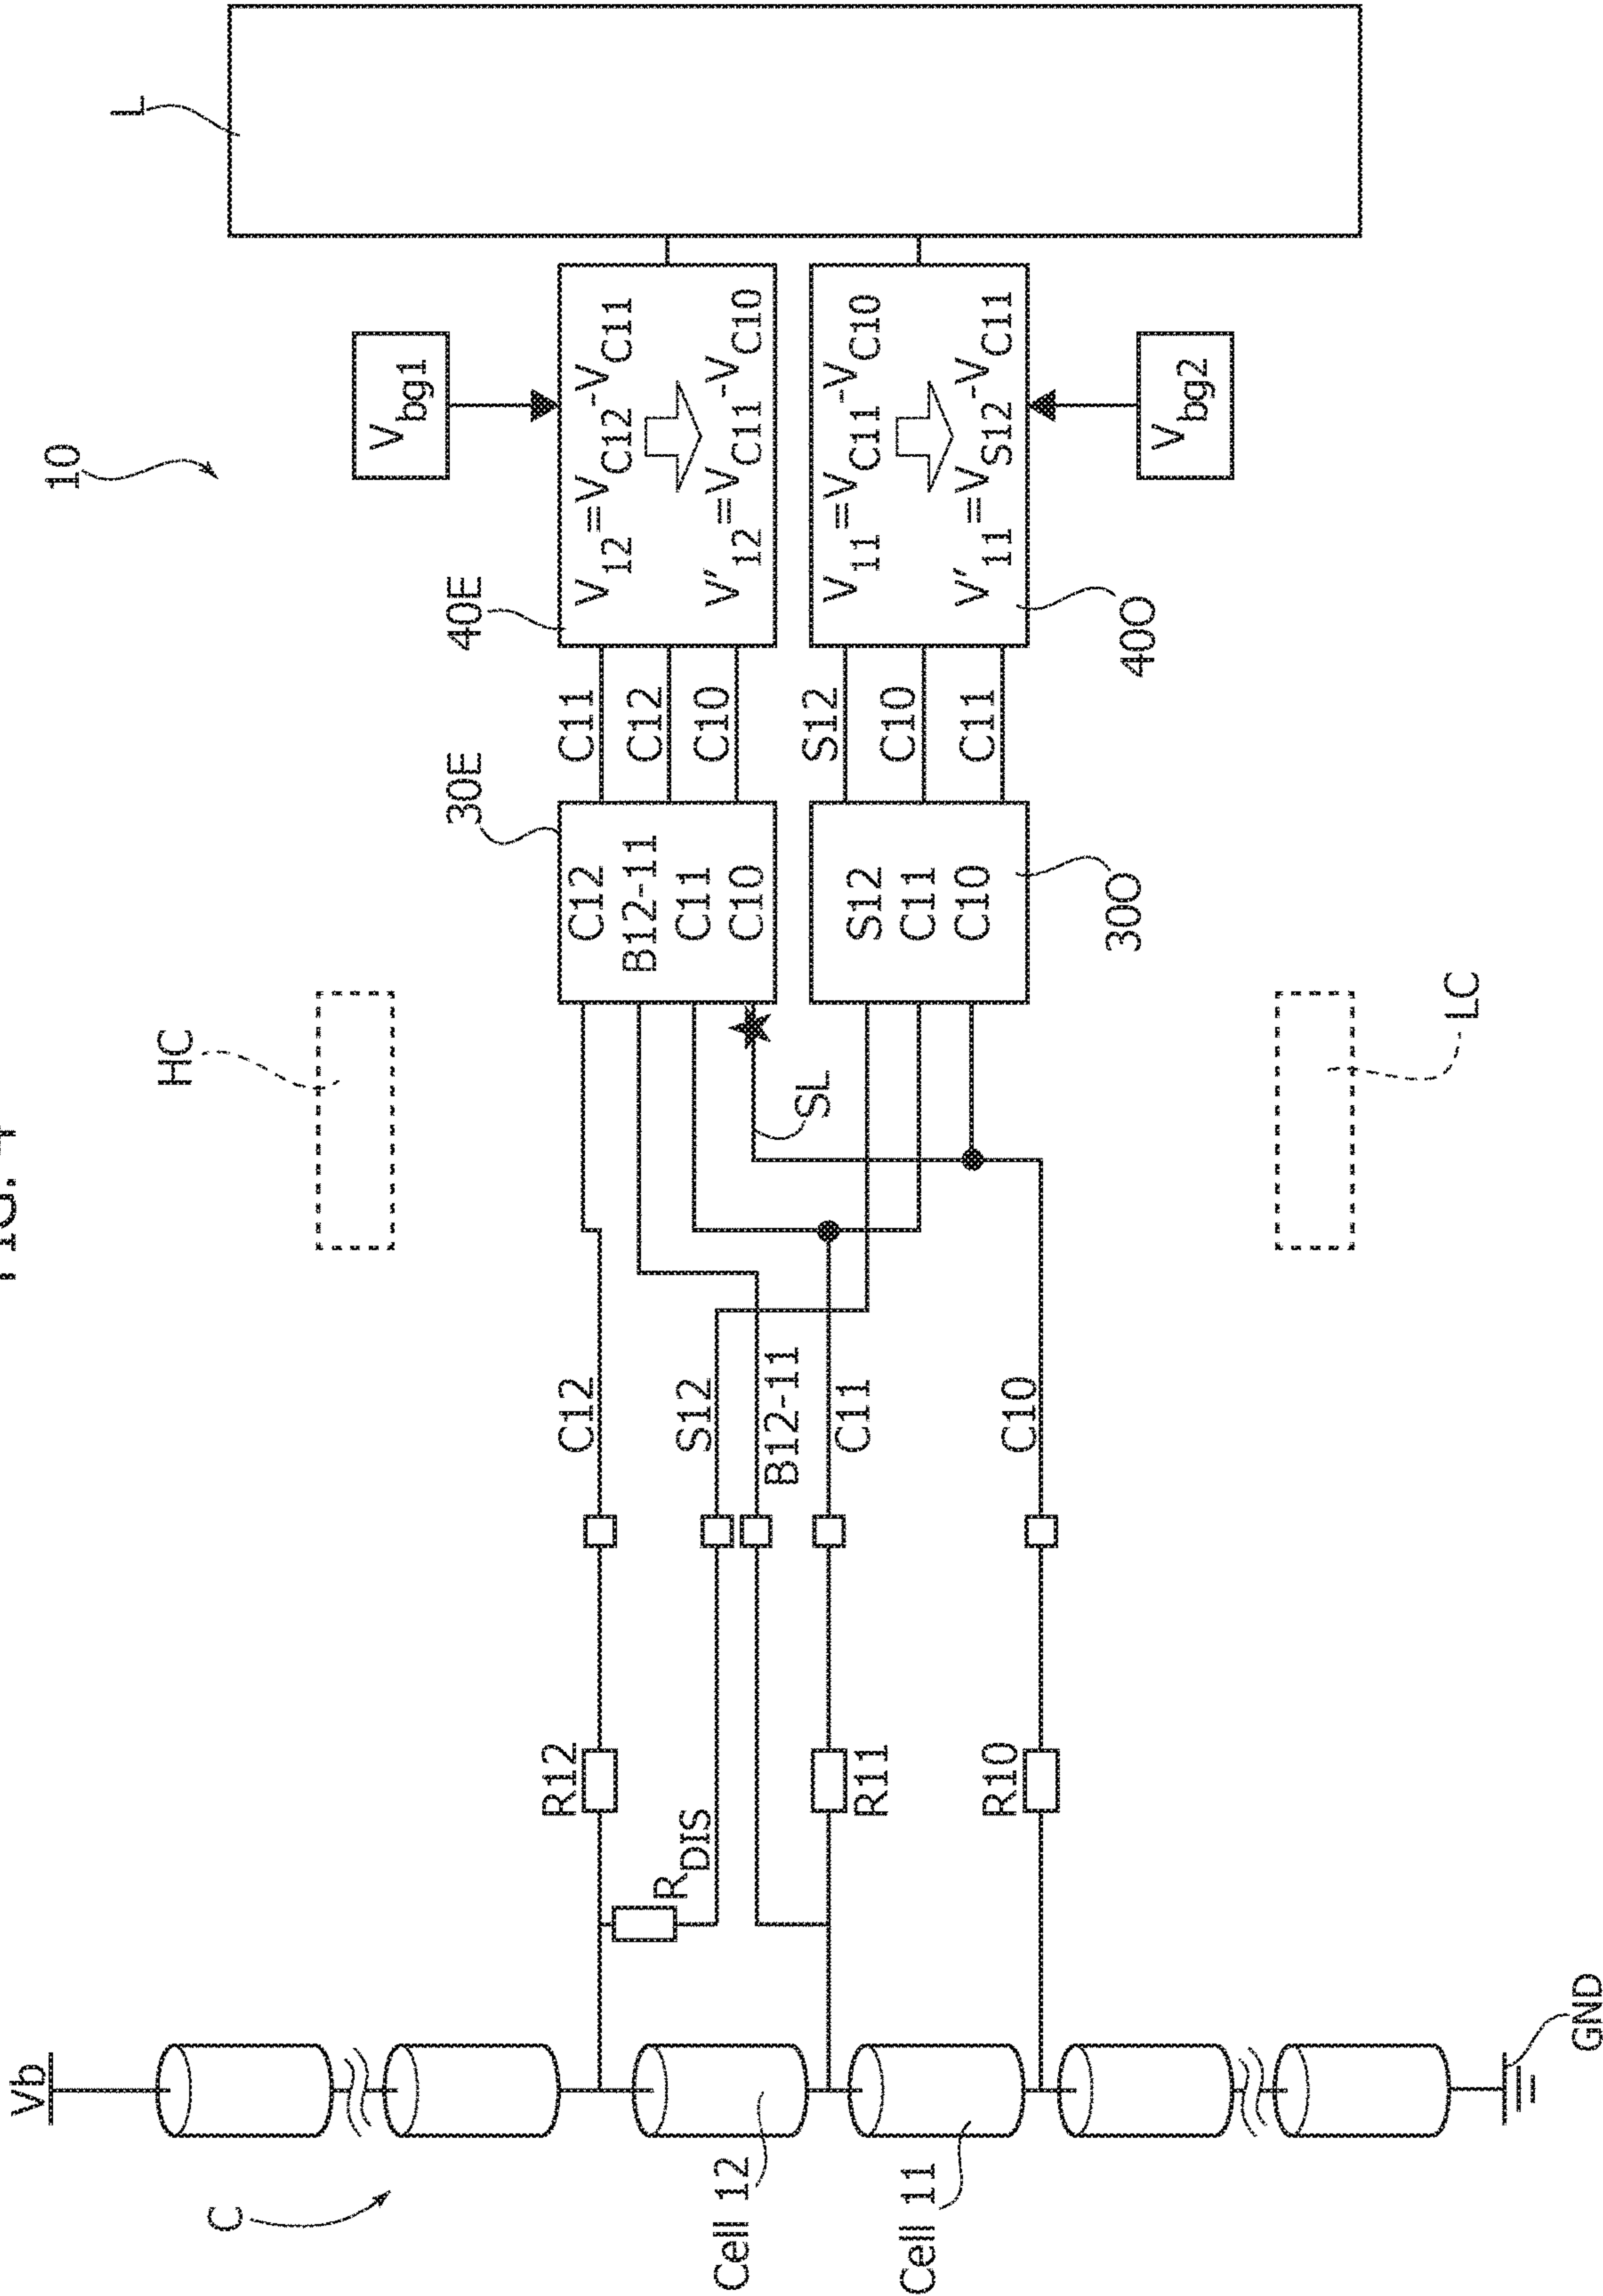 10
L
V bg1
40E
V12=VC12-VC11
V'12=VC11-VC10
V11=VC11-VC10
V'11=VS12-VC11
40O
V bg2
C11
C12
C10
S12
C10
C11
30E
C12
B12-11
C11
C10
S12
C11
C10
30O
HC
SL
LC
C12
S12
B12-11
C11
C10
R12
RDIS
R11
R10
Vb
GND
C
Cell 12
Cell 11